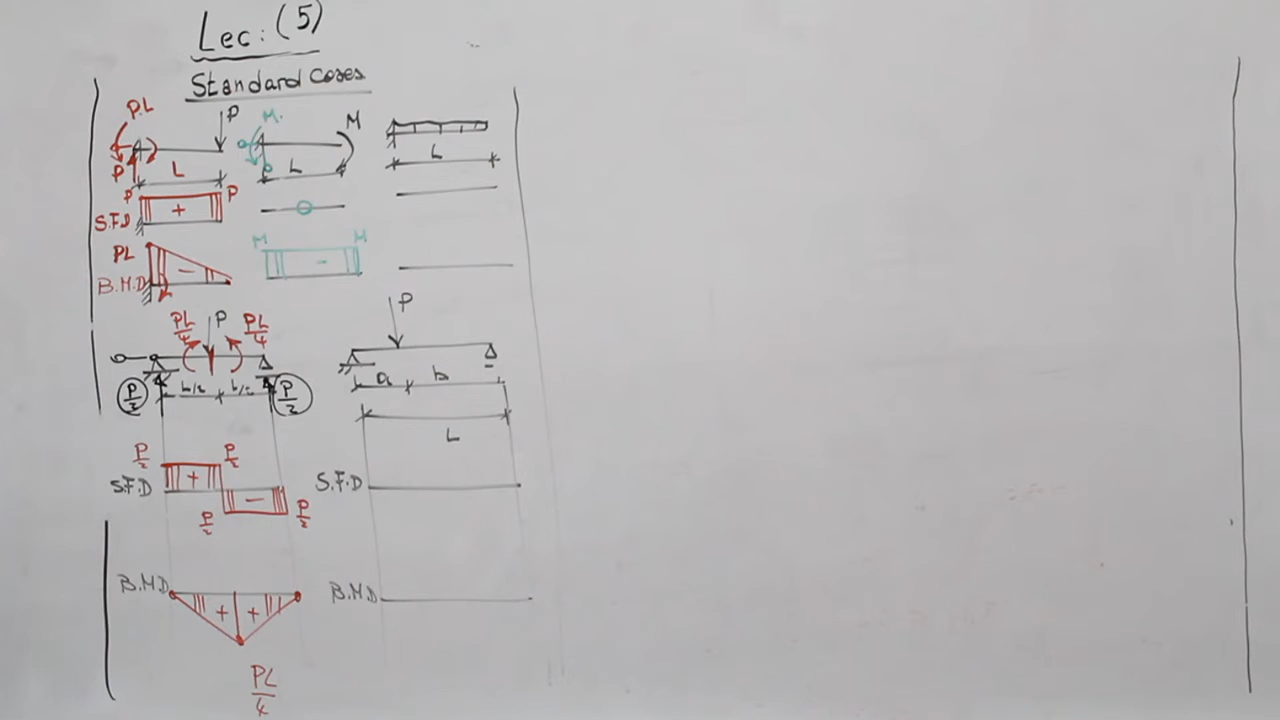 Lec: (5)
Standard Cases
P.L
P
M.
M
P
L
L
L
P
P
S.F.D
+
PL
-
B.M.D
M
M
-
PL/4
P
PL/4
P
P/2
L/2
L/2
P/2
a
b
L
P/2
P/2
S.F.D
+
-
P/2
P/2
S.F.D
B.M.D
+
+
B.M.D
PL/4